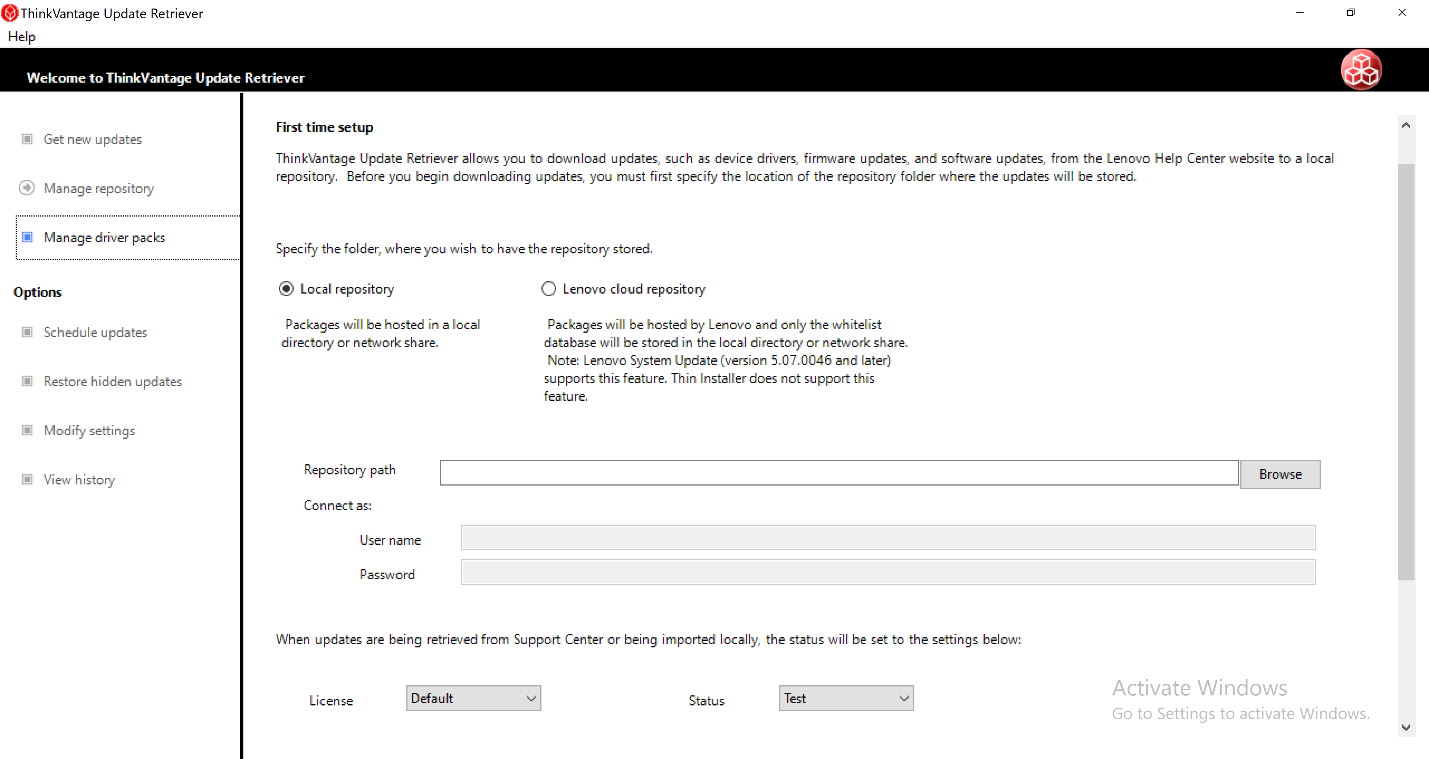 ThinkVantage Update Retriever
Help
Welcome to ThinkVantage Update Retriever
Get new updates
Manage repository
Manage driver packs
Options
Schedule updates
Restore hidden updates
Modify settings
View history
First time setup
ThinkVantage Update Retriever allows you to download updates, such as device drivers, firmware updates, and software updates, from the Lenovo Help Center website to a local
repository.  Before you begin downloading updates, you must first specify the location of the repository folder where the updates will be stored.
Specify the folder, where you wish to have the repository stored.
Local repository
Packages will be hosted in a local
directory or network share.
Lenovo cloud repository
Packages will be hosted by Lenovo and only the whitelist
database will be stored in the local directory or network share.
Note: Lenovo System Update (version 5.07.0046 and later)
supports this feature. Thin Installer does not support this
feature.
Repository path
Browse
Connect as:
User name
Password
When updates are being retrieved from Support Center or being imported locally, the status will be set to the settings below:
License Default Status Test
Activate Windows
Go to Settings to activate Windows.